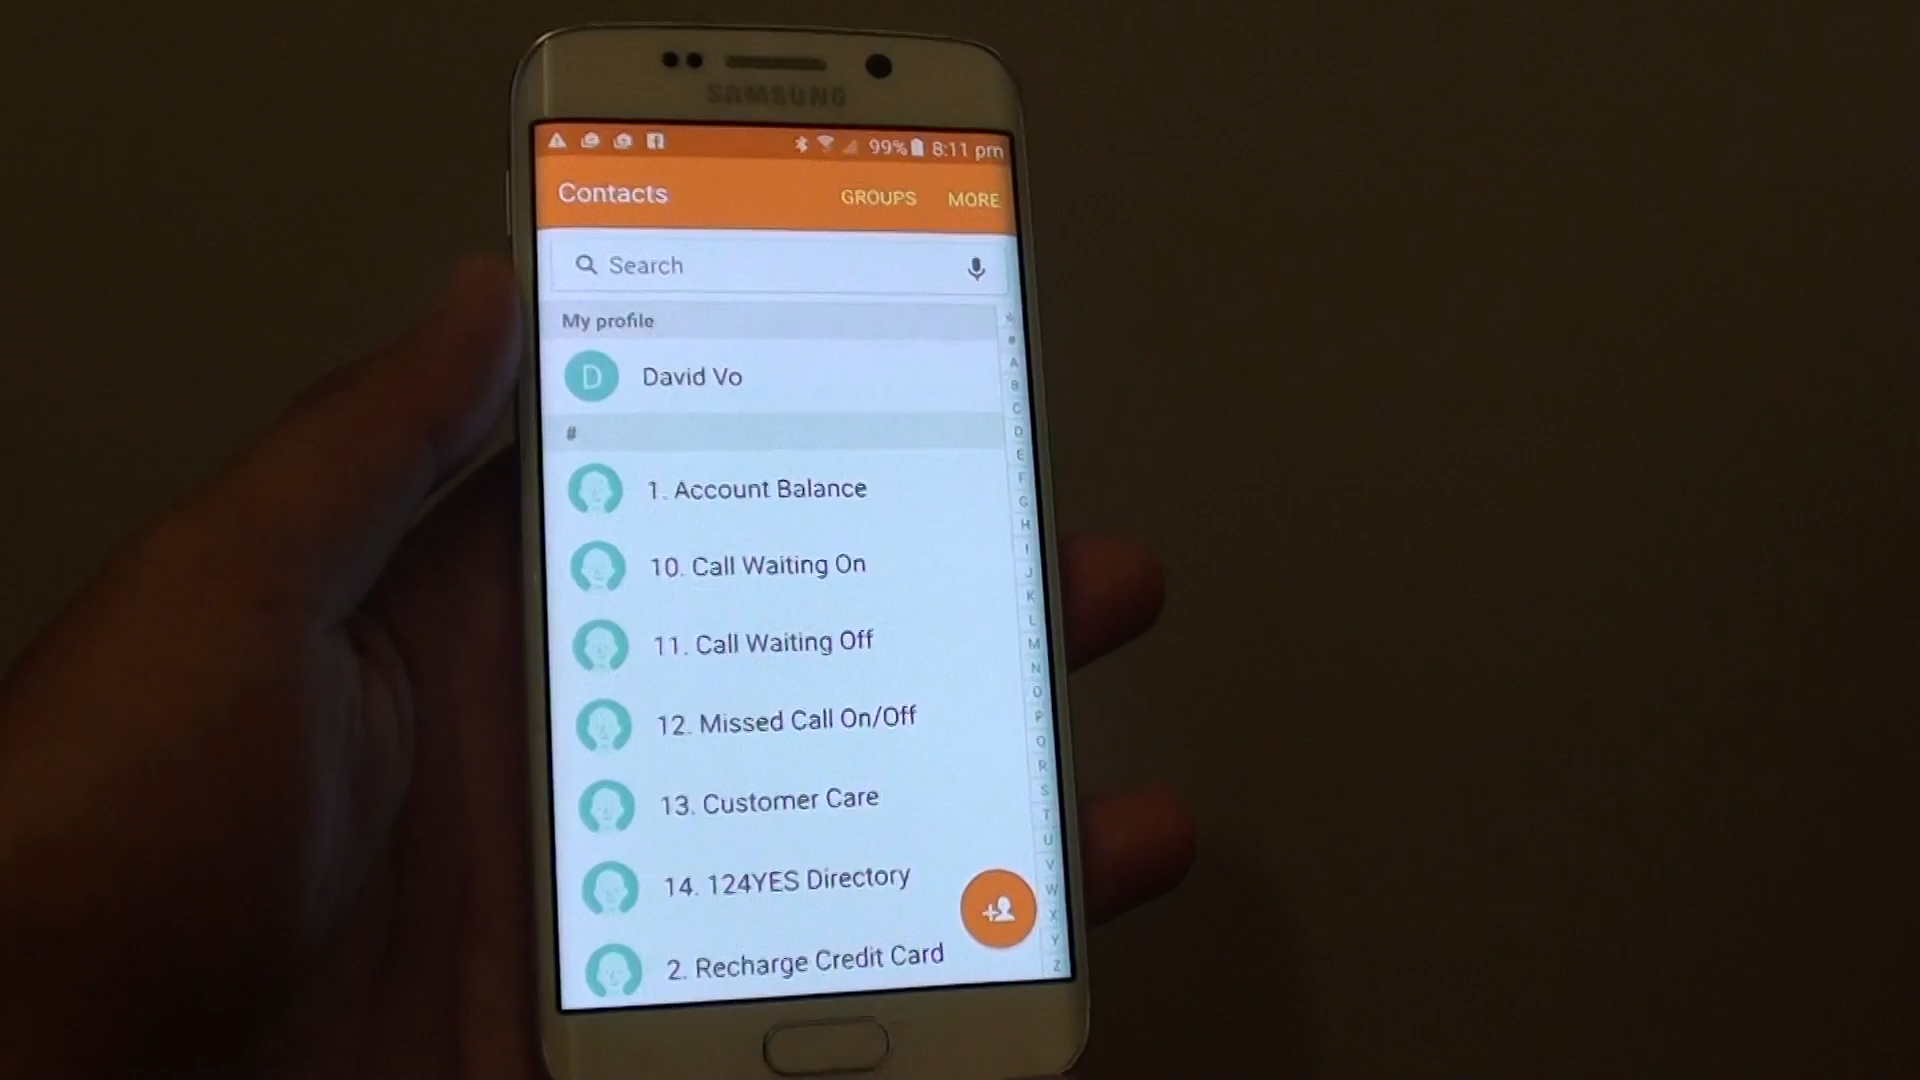 SAMSUNG
99% 8:11 pm
Contacts GROUPS MORE
Search
My profile
D David Vo
#
1. Account Balance
10. Call Waiting On
11. Call Waiting Off
12. Missed Call On/Off
13. Customer Care
14. 124YES Directory
2. Recharge Credit Card
#
A
B
C
D
E
F
G
H
I
J
K
L
M
N
O
P
Q
R
S
T
U
V
W
X
Y
Z